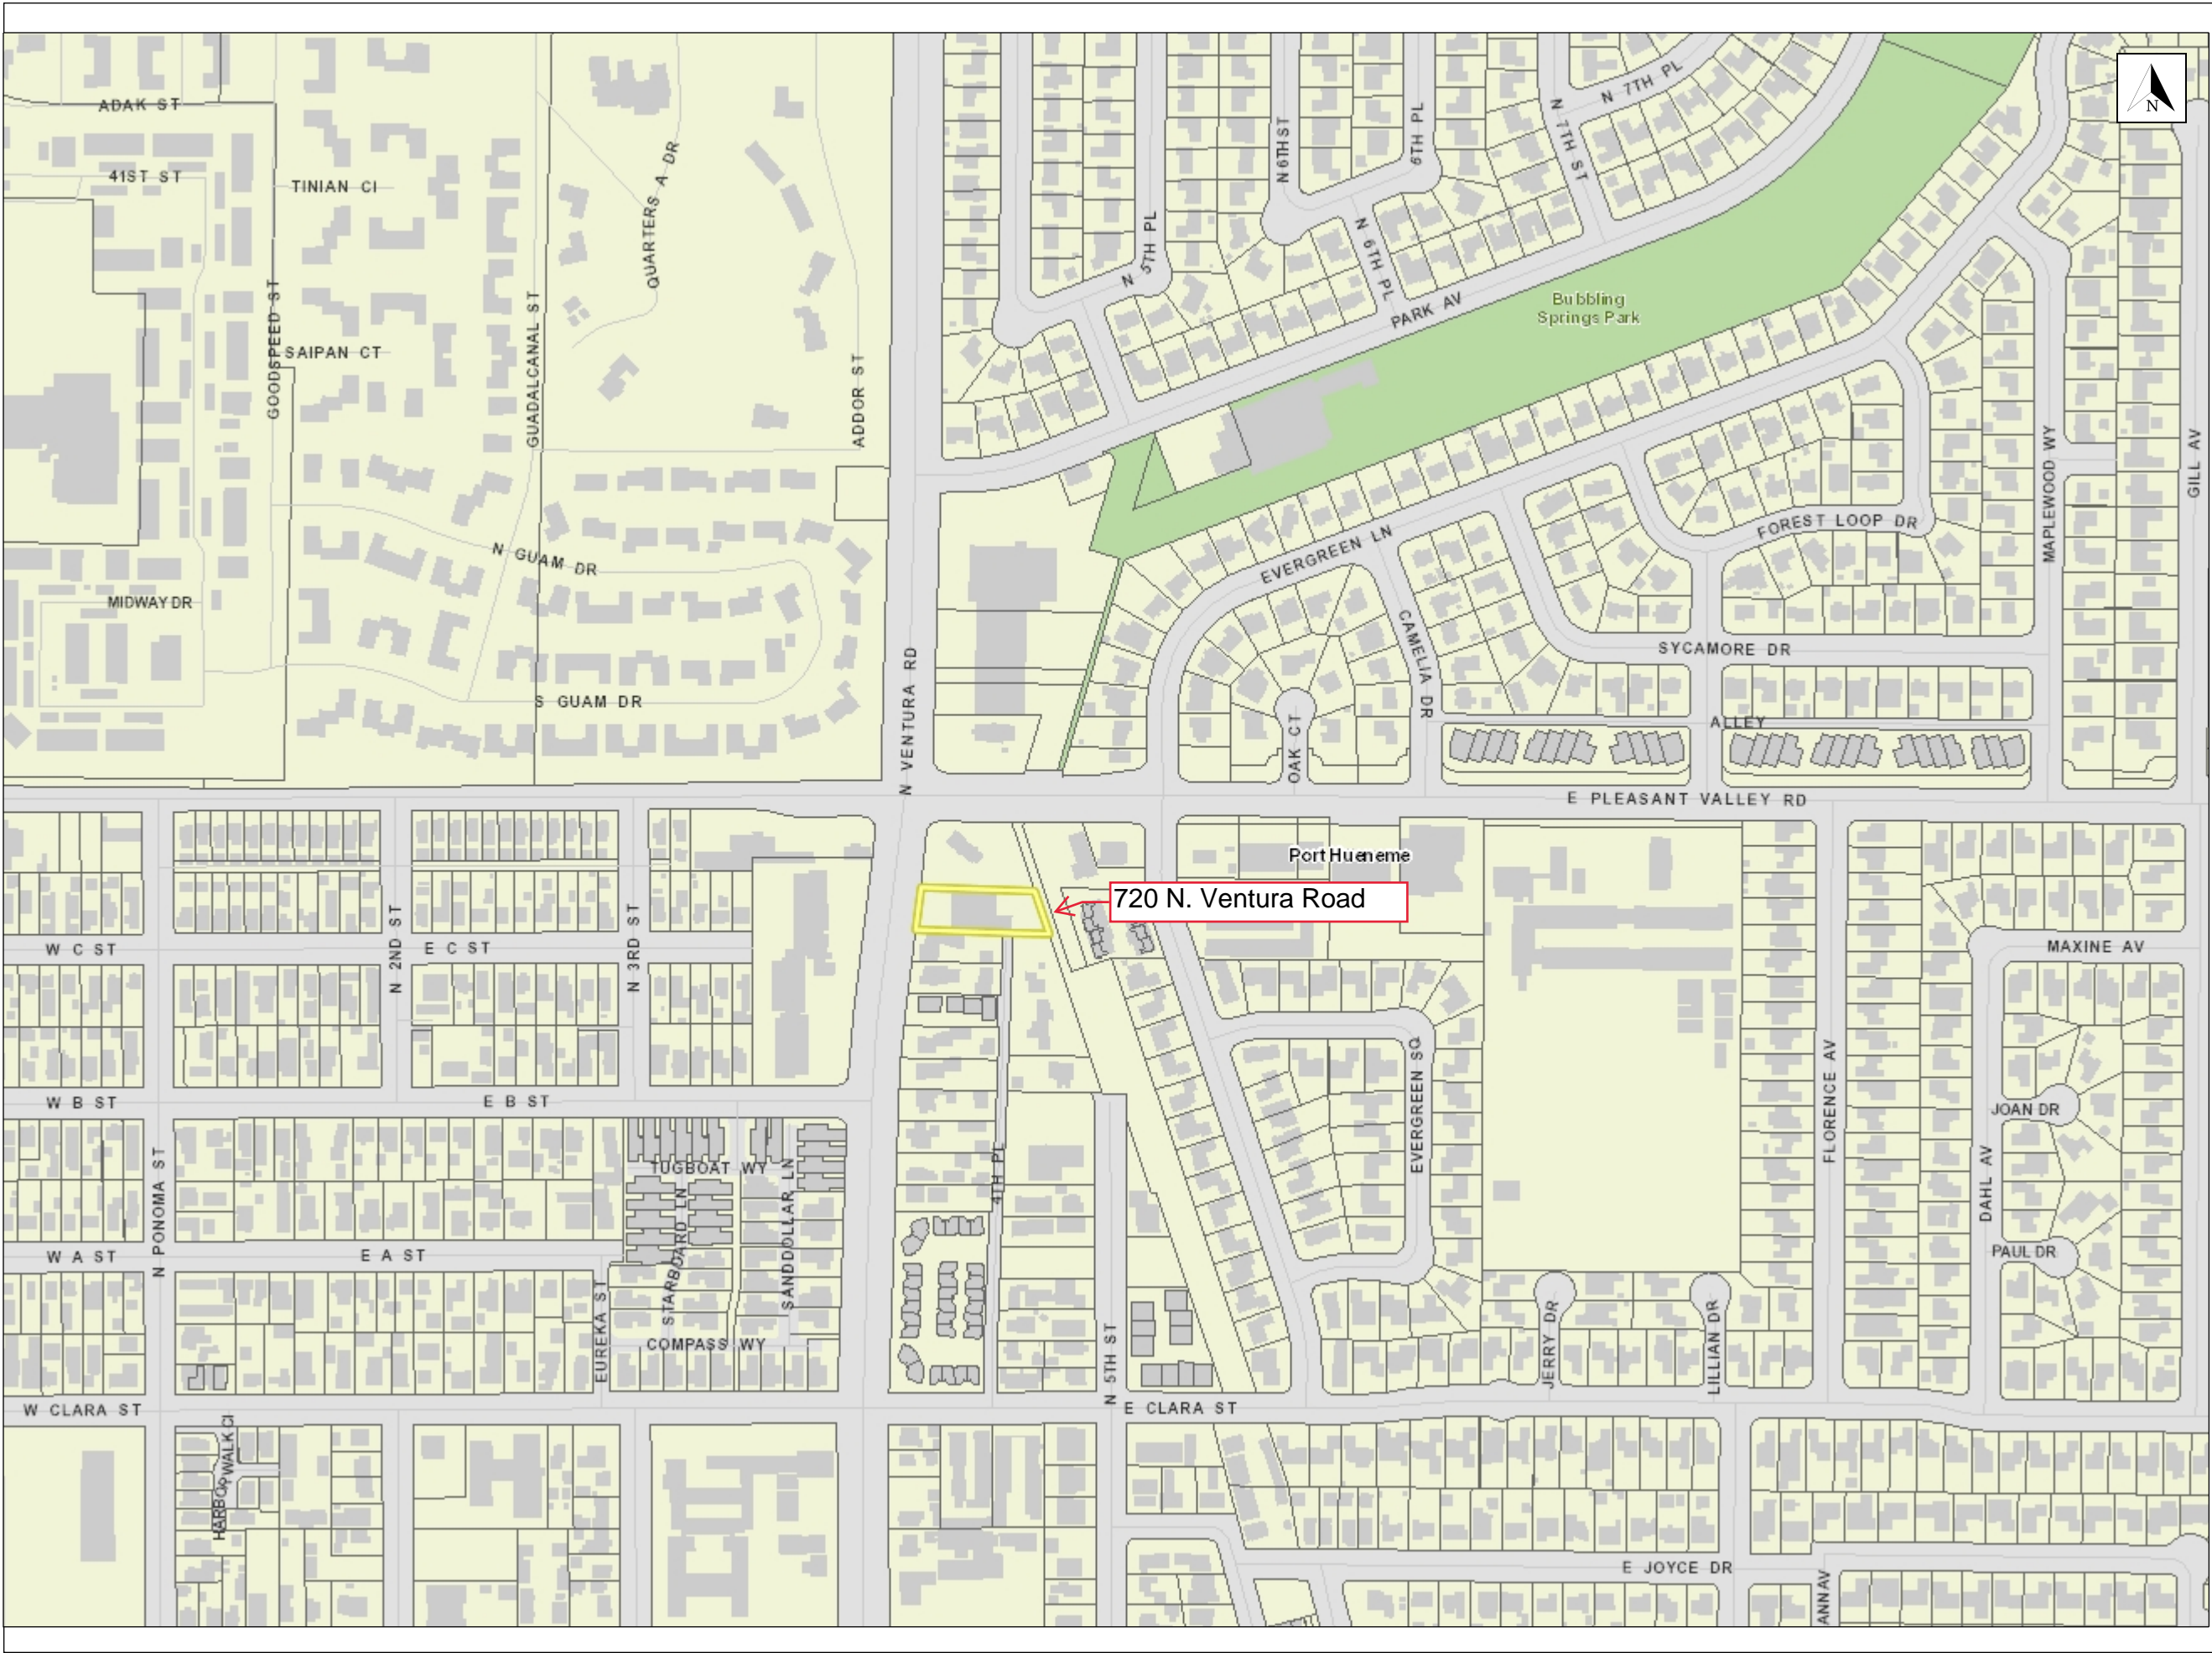 ADAK ST
41ST ST
TINIAN CI
GOODSPEED ST
SAIPAN CT
GUADALCANAL ST
QUARTERS A DR
ADDOR ST
N GUAM DR
MIDWAY DR
S GUAM DR
N VENTURA RD
N 5TH PL
N 6TH ST
6TH PL
N 6TH PL
N 7TH ST
N 7TH PL
N
PARK AV
Bubbling
Springs Park
EVERGREEN LN
CAMELIA DR
OAK CT
FOREST LOOP DR
MAPLEWOOD WY
GILL AV
SYCAMORE DR
ALLEY
E PLEASANT VALLEY RD
Port Hueneme
720 N. Ventura Road
W C ST
N 2ND ST
E C ST
N 3RD ST
MAXINE AV
W B ST
E B ST
EVERGREEN SQ
FLORENCE AV
JOAN DR
DAHL AV
PAUL DR
N PONOMA ST
TUGBOAT WY
STARBOARD LN
SANDDOLLAR LN
4TH PL
W A ST
E A ST
EUREKA ST
COMPASS WY
N 5TH ST
JERRY DR
LILLIAN DR
W CLARA ST
E CLARA ST
HARBORWALK CI
E JOYCE DR
ANN AV